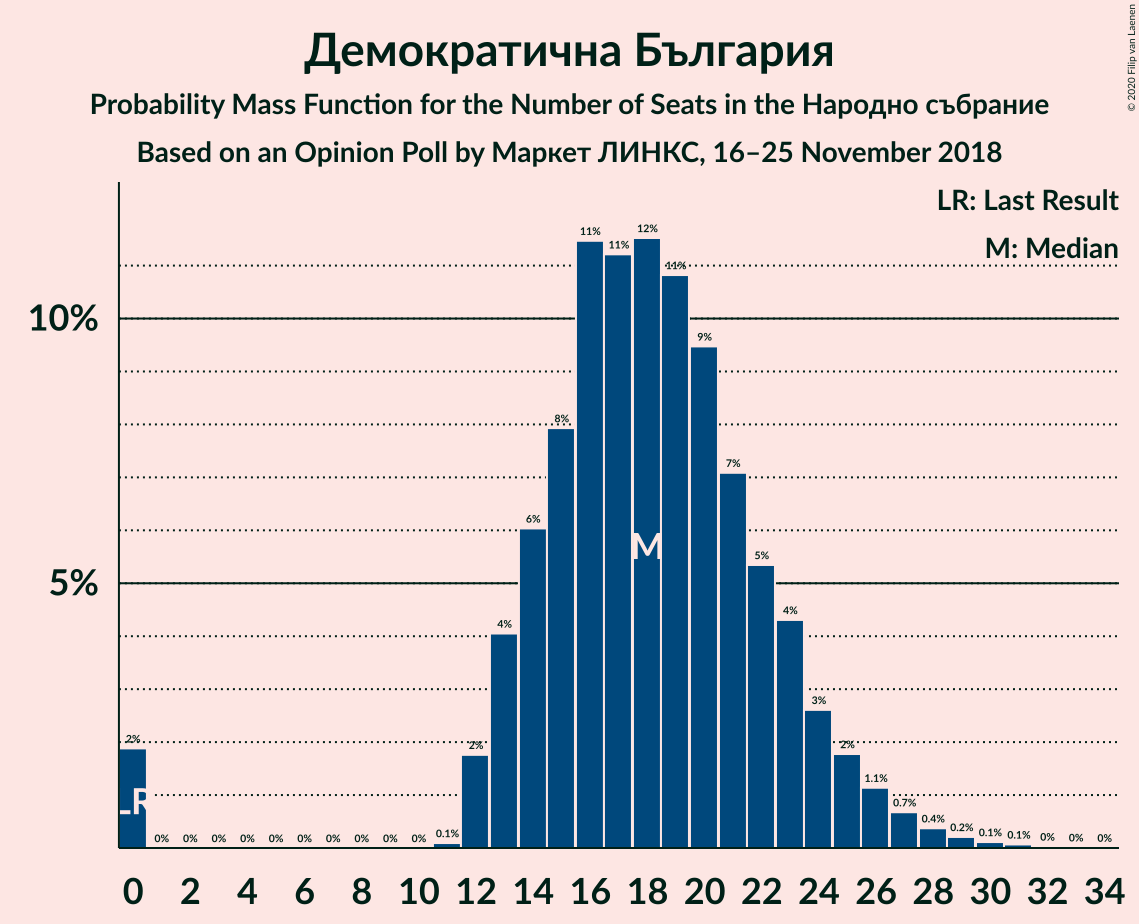 Демократична България
Probability Mass Function for the Number of Seats in the Народно събрание
Based on an Opinion Poll by Маркет ЛИНКС, 16–25 November 2018
© 2020 Filip van Laenen
LR: Last Result
M: Median
10%
5%
2% 0% 0% 0% 0% 0% 0% 0% 0% 0% 0% 0.1% 2% 4% 6% 8% 11% 11% 12% 11% 9% 7% 5% 4% 3% 2% 1.1% 0.7% 0.4% 0.2% 0.1% 0.1% 0% 0% 0%
LR
M
0 2 4 6 8 10 12 14 16 18 20 22 24 26 28 30 32 34